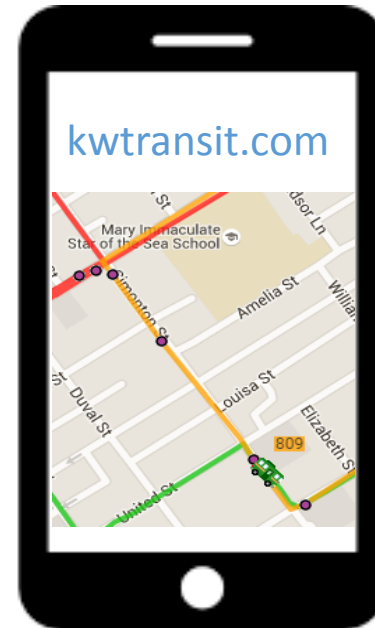 kwtransit.com
Mary Immaculate
Star of the Sea School
Simonton St
Amelia St
Duval St
Louisa St
809
Elizabeth S
United St